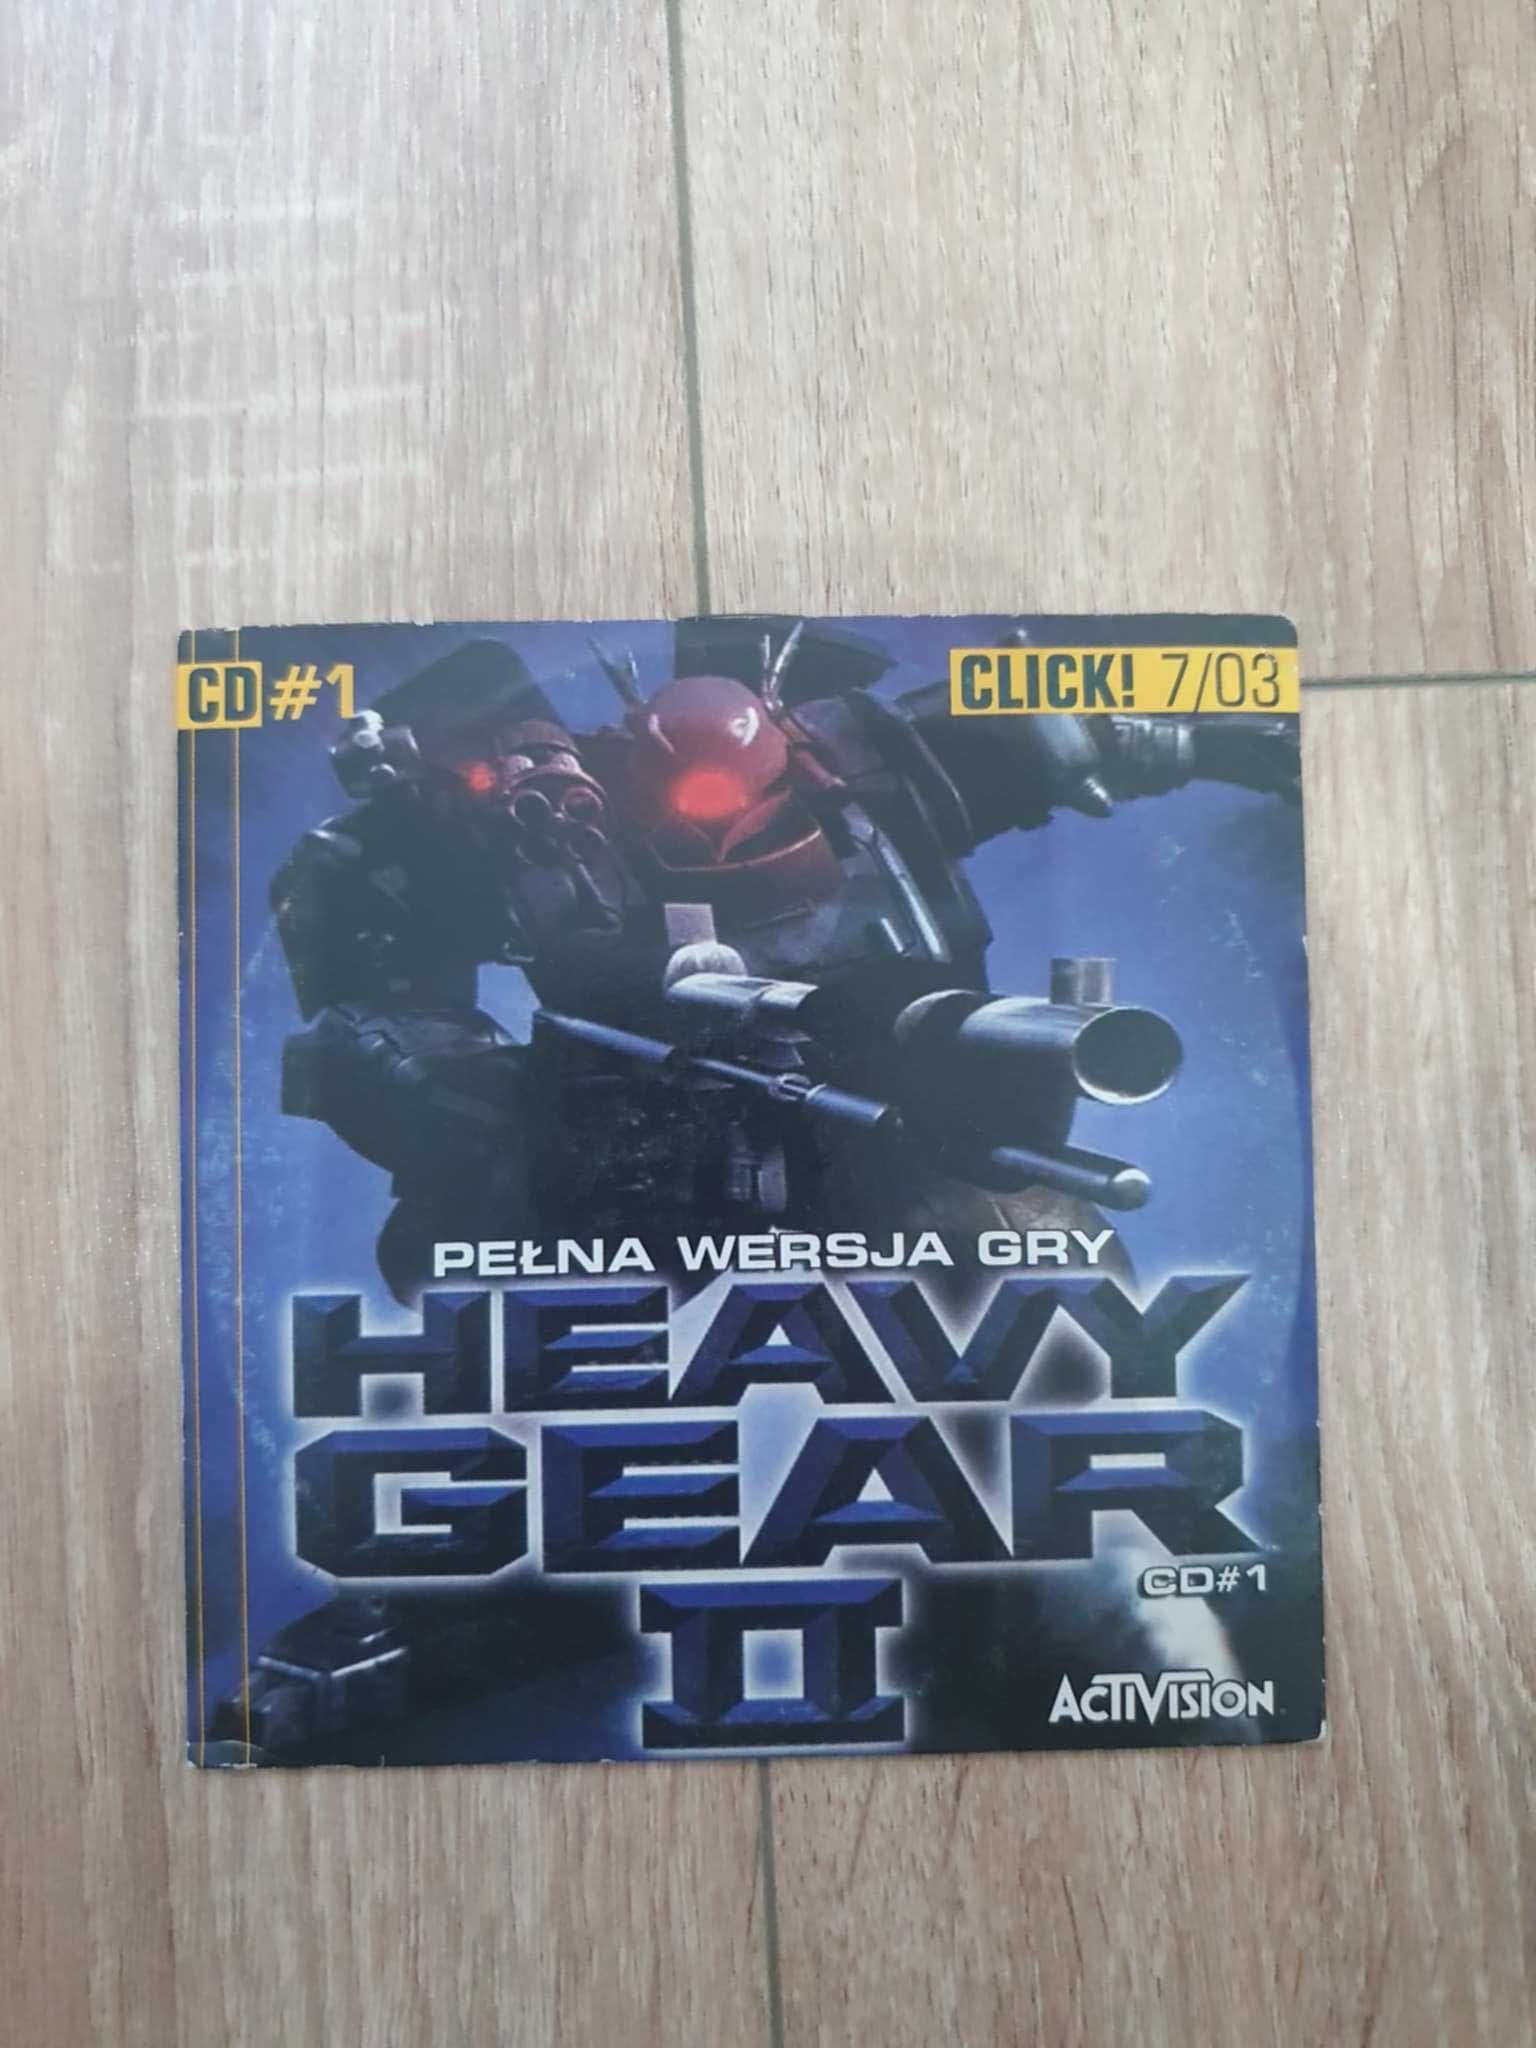 CD #1
CLICK! 7/03
PEŁNA WERSJA GRY
HEAVY
GEAR
II
CD#1
ACTIVISION